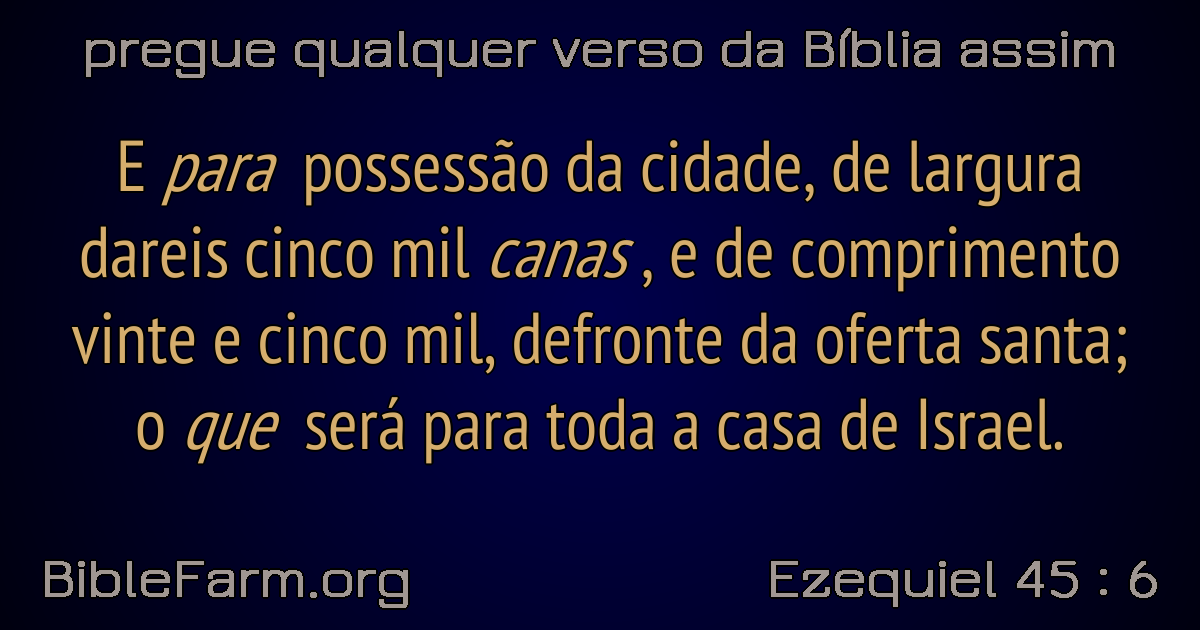 pregue qualquer verso da Bíblia assim
E para possessão da cidade, de largura
dareis cinco mil canas , e de comprimento
vinte e cinco mil, defronte da oferta santa;
o que será para toda a casa de Israel.
BibleFarm.org
Ezequiel 45 : 6